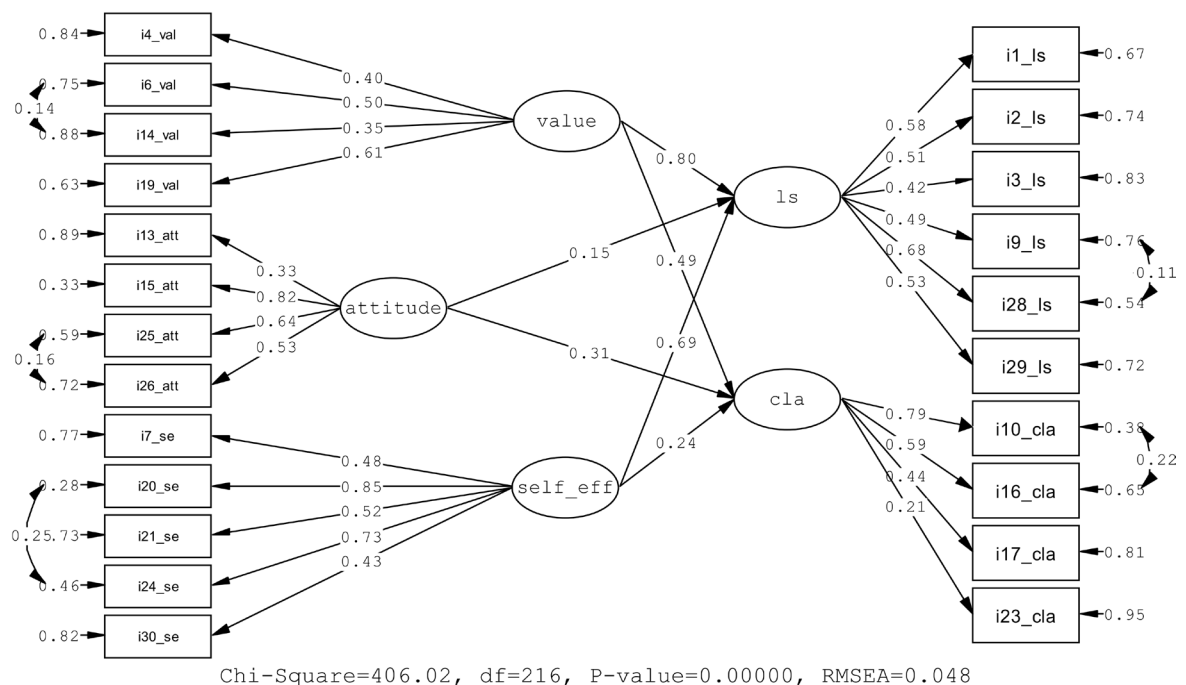 0.84 i4_val
0.75 i6_val
0.14
0.88 i14_val
0.63 i19_val
0.89 i13_att
0.33 i15_att
0.59 i25_att
0.16
0.72 i26_att
0.77 i7_se
0.28 i20_se
0.25 .73 i21_se
0.46 i24_se
0.82 i30_se
0.40
0.50
0.35
0.61
value
0.33
0.82
0.64
0.53
attitude
0.48
0.85
0.52
0.73
0.43
self_eff
0.80
0.15
0.49
0.31
0.69
0.24
ls
cla
0.58
0.51
0.42
0.49
0.68
0.53
0.79
0.59
0.44
0.21
i1_ls 0.67
i2_ls 0.74
i3_ls 0.83
i9_ls 0.76
0.11
i28_ls 0.54
i29_ls 0.72
i10_cla 0.38
0.22
i16_cla 0.65
i17_cla 0.81
i23_cla 0.95
Chi-Square=406.02, df=216, P-value=0.00000, RMSEA=0.048